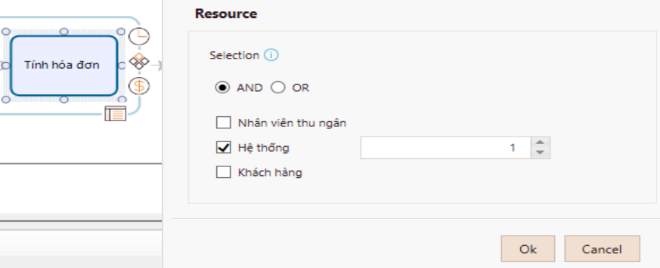 Resource
Tính hóa đơn
Selection
AND OR
Nhân viên thu ngân
Hệ thống 1
Khách hàng
Ok Cancel